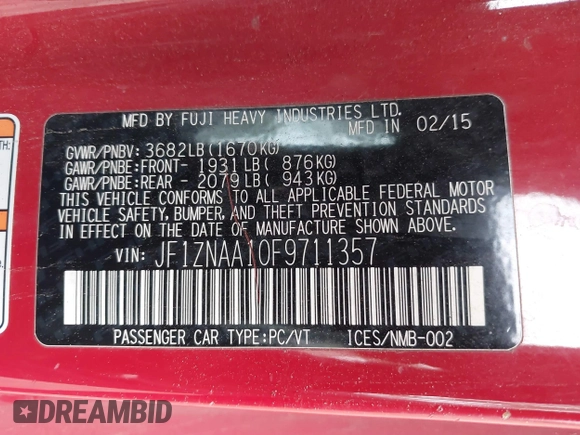 MFD BY FUJI HEAVY INDUSTRIES LTD.
MFD IN 02/15
GVWR/PNBV: 3682LB(1670KG)
GAWR/PNBE:FRONT- 1931LB( 876KG)
GAWR/PNBE:REAR - 2079LB( 943KG)
THIS VEHICLE CONFORMS TO ALL APPLICABLE FEDERAL MOTOR
VEHICLE SAFETY, BUMPER, AND THEFT PREVENTION STANDARDS
IN EFFECT ON THE DATE OF MANUFACTURE SHOWN ABOVE.
VIN: JF1ZNAA10F9711357
PASSENGER CAR TYPE:PC/VT ICES/NMB-002
DREAMBID